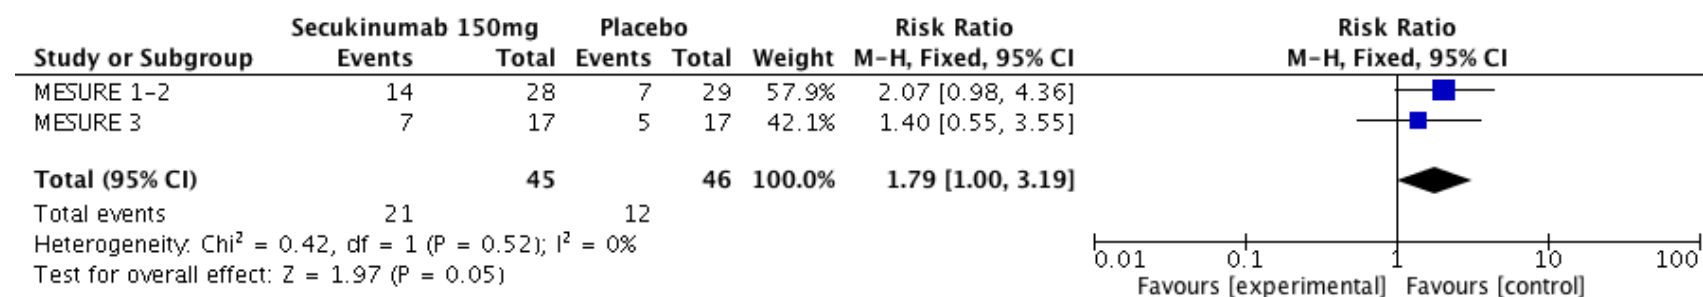 Secukinumab 150mg Placebo Risk Ratio Risk Ratio
Study or Subgroup Events Total Events Total Weight M-H, Fixed, 95% CI M-H, Fixed, 95% CI
MESURE 1-2 14 28 7 29 57.9% 2.07 [0.98, 4.36]
MESURE 3 7 17 5 17 42.1% 1.40 [0.55, 3.55]
Total (95% CI) 45 46 100.0% 1.79 [1.00, 3.19]
Total events 21 12
Heterogeneity: Chi² = 0.42, df = 1 (P = 0.52); I² = 0%
Test for overall effect: Z = 1.97 (P = 0.05)
0.01 0.1 1 10 100
Favours [experimental] Favours [control]